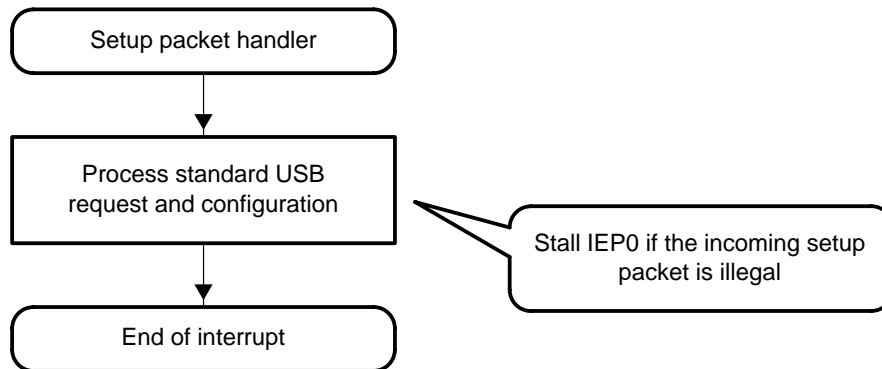 Setup packet handler
Process standard USB
request and configuration
Stall IEP0 if the incoming setup
packet is illegal
End of interrupt